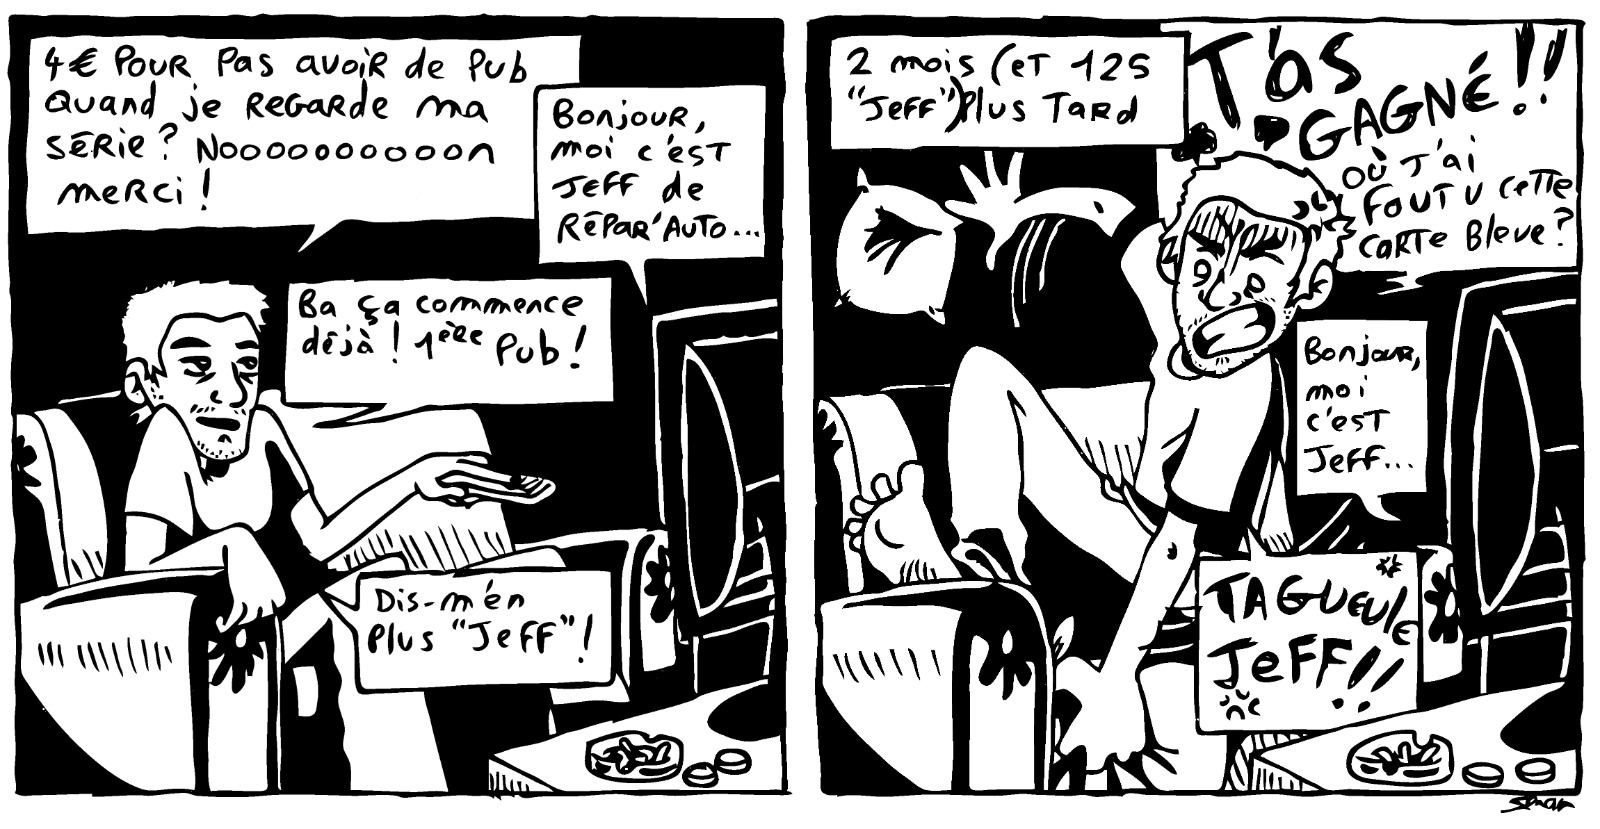 4€ POUR PAS AVOIR DE PUB
QUAND JE REGARDE MA
SÉRIE? NOOOOOOOOOOON
MERCI!
BONJOUR,
MOI C'EST
JEFF DE
RÉPAR'AUTO...
BA ÇA COMMENCE
DÉJÀ! 1ÈRE PUB!
DIS-M'EN
PLUS "JEFF"!
2 MOIS (ET 125
"JEFF") PLUS TARD
T'AS
GAGNÉ!!
OÙ J'AI
FOUTU CETTE
CARTE BLEUE?
BONJOUR,
MOI
C'EST
JEFF...
TA GUEULE
JEFF!!